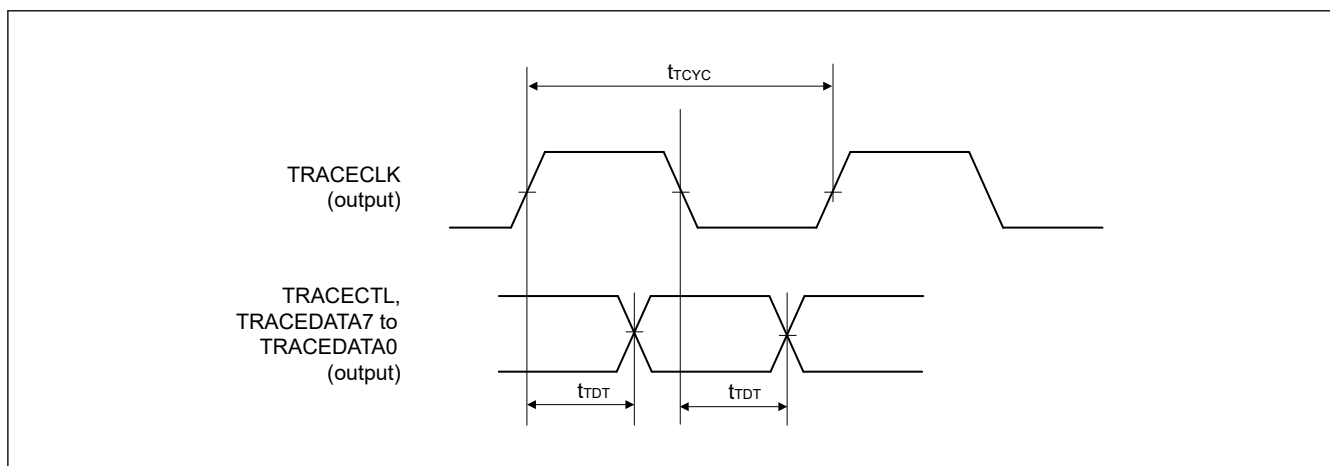 tTCYC
TRACECLK
(output)
TRACECTL,
TRACEDATA7 to
TRACEDATA0
(output)
tTDT
tTDT